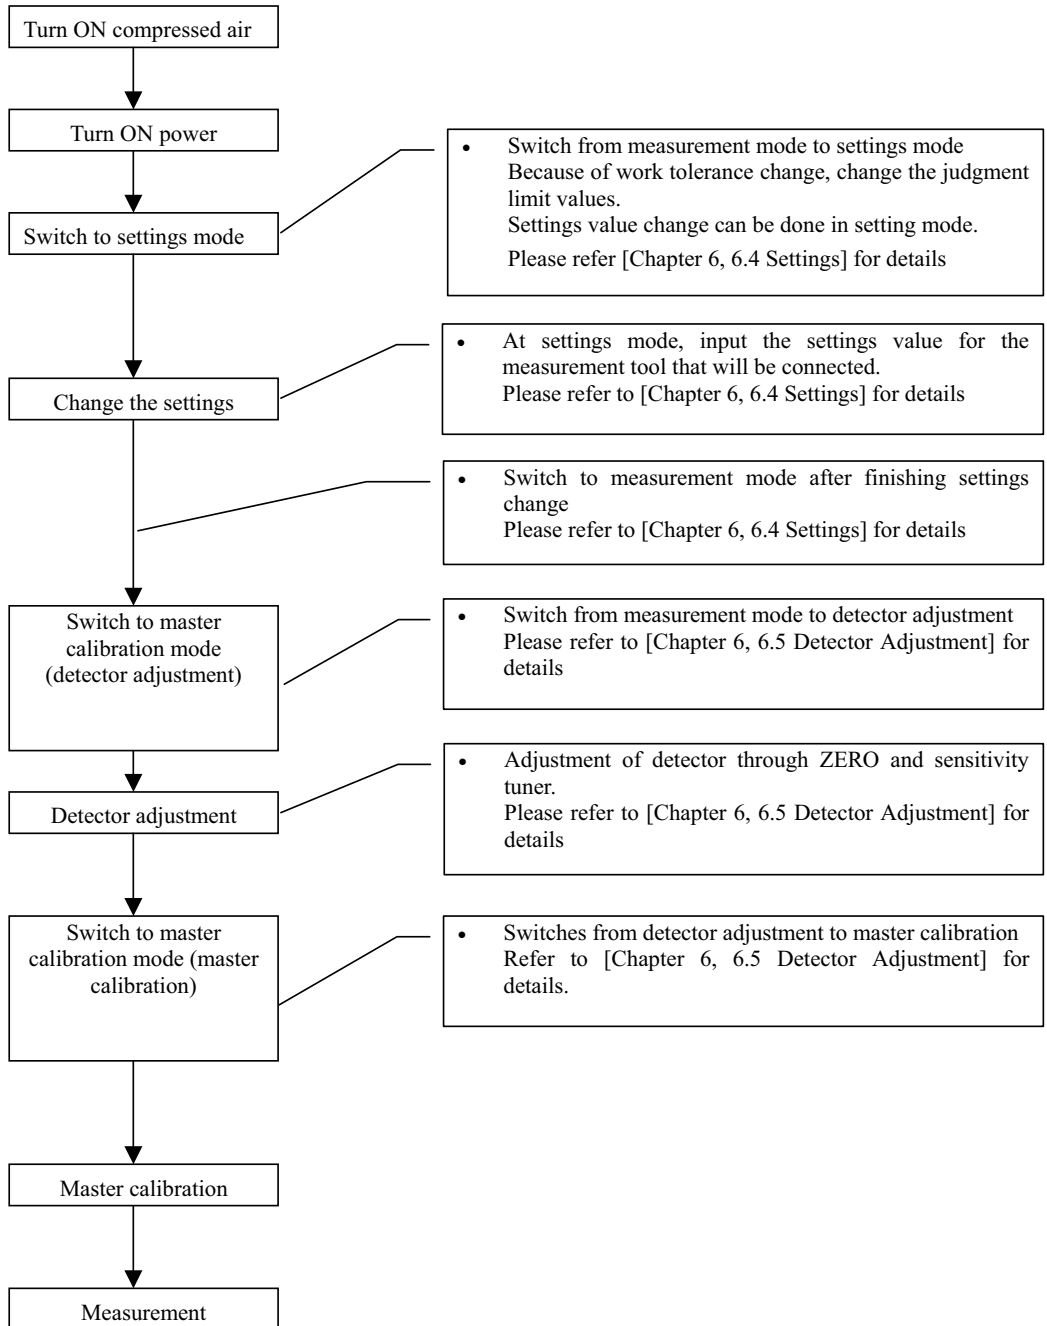 Turn ON compressed air
Turn ON power
• Switch from measurement mode to settings mode
Because of work tolerance change, change the judgment
limit values.
Settings value change can be done in setting mode.
Please refer [Chapter 6, 6.4 Settings] for details
Switch to settings mode
• At settings mode, input the settings value for the
measurement tool that will be connected.
Please refer to [Chapter 6, 6.4 Settings] for details
Change the settings
• Switch to measurement mode after finishing settings
change
Please refer to [Chapter 6, 6.4 Settings] for details
Switch to master
calibration mode
(detector adjustment)
• Switch from measurement mode to detector adjustment
Please refer to [Chapter 6, 6.5 Detector Adjustment] for
details
• Adjustment of detector through ZERO and sensitivity
tuner.
Please refer to [Chapter 6, 6.5 Detector Adjustment] for
details
Detector adjustment
Switch to master
calibration mode (master
calibration)
• Switches from detector adjustment to master calibration
Refer to [Chapter 6, 6.5 Detector Adjustment] for
details.
Master calibration
Measurement